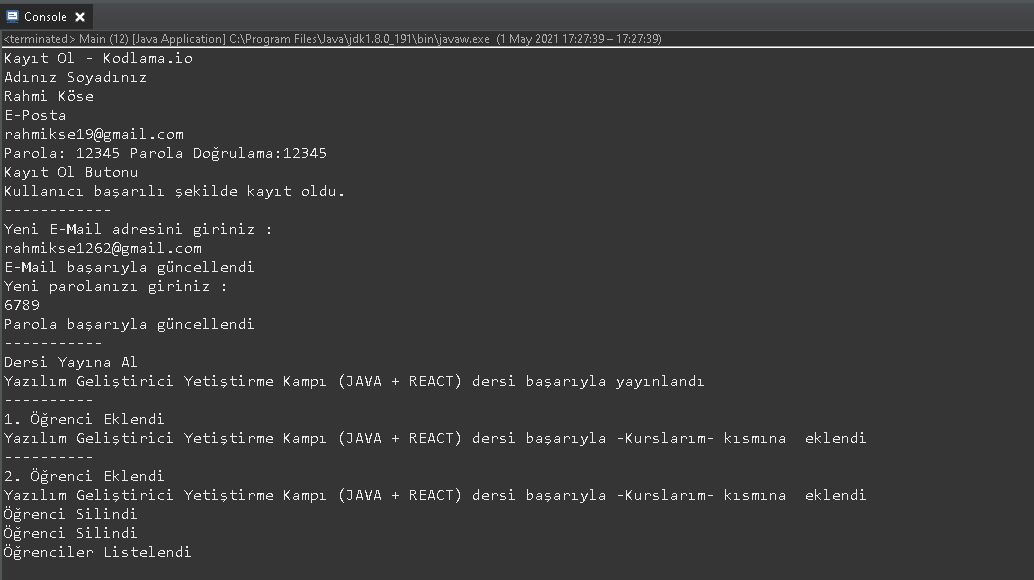 Console
<terminated> Main (12) [Java Application] C:\Program Files\Java\jdk1.8.0_191\bin\javaw.exe (1 May 2021 17:27:39 – 17:27:39)
Kayıt Ol - Kodlama.io
Adınız Soyadınız
Rahmi Köse
E-Posta
rahmikse19@gmail.com
Parola: 12345 Parola Doğrulama:12345
Kayıt Ol Butonu
Kullanıcı başarılı şekilde kayıt oldu.
------------
Yeni E-Mail adresini giriniz :
rahmikse1262@gmail.com
E-Mail başarıyla güncellendi
Yeni parolanızı giriniz :
6789
Parola başarıyla güncellendi
-----------
Dersi Yayına Al
Yazılım Geliştirici Yetiştirme Kampı (JAVA + REACT) dersi başarıyla yayınlandı
----------
1. Öğrenci Eklendi
Yazılım Geliştirici Yetiştirme Kampı (JAVA + REACT) dersi başarıyla -Kurslarım- kısmına  eklendi
----------
2. Öğrenci Eklendi
Yazılım Geliştirici Yetiştirme Kampı (JAVA + REACT) dersi başarıyla -Kurslarım- kısmına  eklendi
Öğrenci Silindi
Öğrenci Silindi
Öğrenciler Listelendi